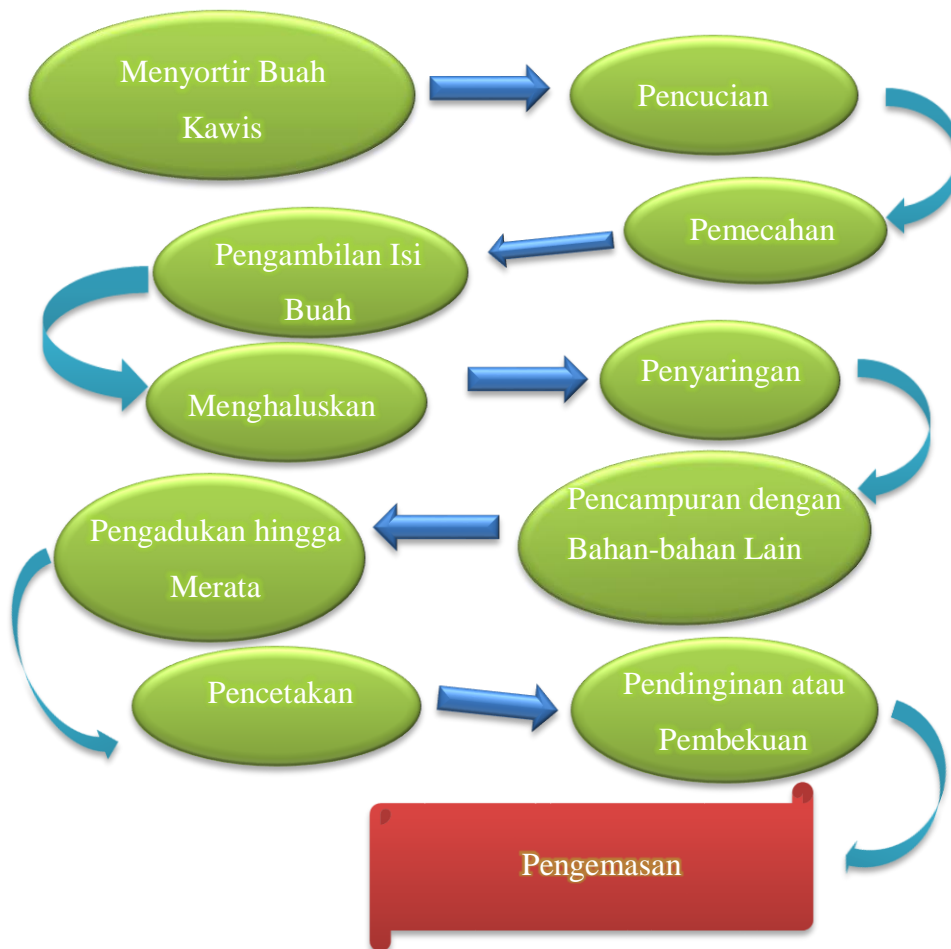 Menyortir Buah
Kawis
Pencucian
Pemecahan
Pengambilan Isi
Buah
Menghaluskan
Penyaringan
Pencampuran dengan
Bahan-bahan Lain
Pengadukan hingga
Merata
Pencetakan
Pendinginan atau
Pembekuan
Pengemasan